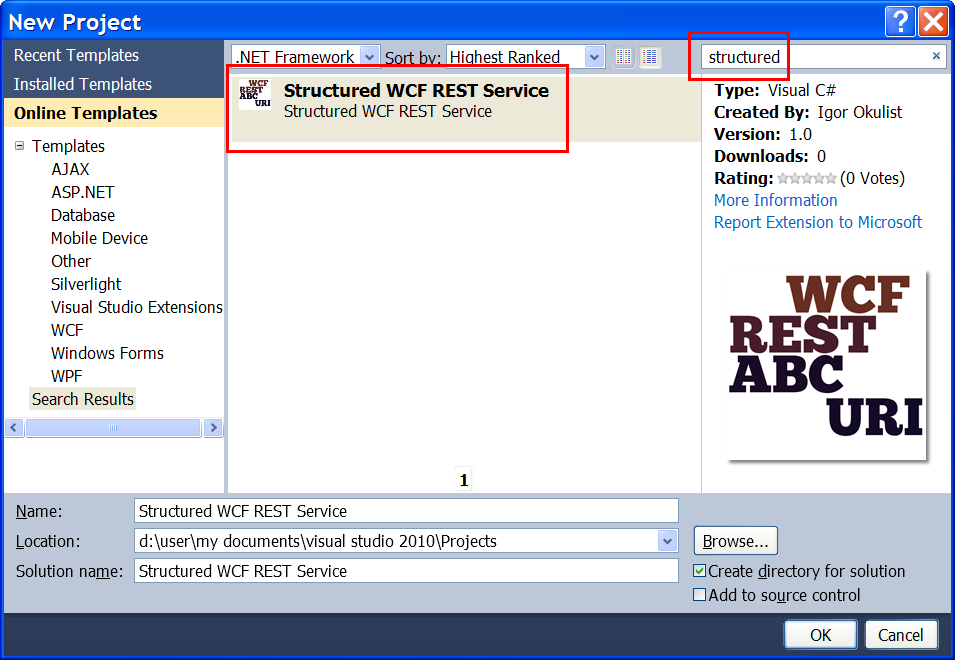 New Project
Recent Templates
Installed Templates
Online Templates
Templates
AJAX
ASP.NET
Database
Mobile Device
Other
Silverlight
Visual Studio Extensions
WCF
Windows Forms
WPF
Search Results
.NET Framework Sort by: Highest Ranked
WCF
REST
ABC
URI
Structured WCF REST Service
Structured WCF REST Service
1
structured
Type: Visual C#
Created By: Igor Okulist
Version: 1.0
Downloads: 0
Rating: (0 Votes)
More Information
Report Extension to Microsoft
WCF
REST
ABC
URI
Name: Structured WCF REST Service
Location: d:\user\my documents\visual studio 2010\Projects
Browse...
Solution name: Structured WCF REST Service
Create directory for solution
Add to source control
OK Cancel